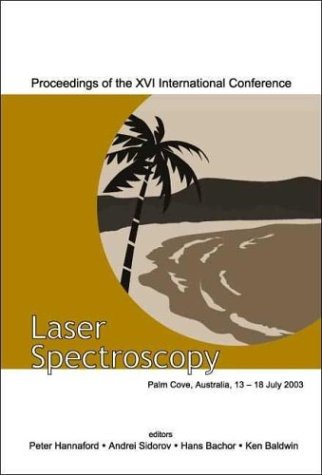 Proceedings of the XVI International Conference
Laser
Spectroscopy
Palm Cove, Australia, 13 – 18 July 2003
editors
Peter Hannaford • Andrei Sidorov • Hans Bachor • Ken Baldwin